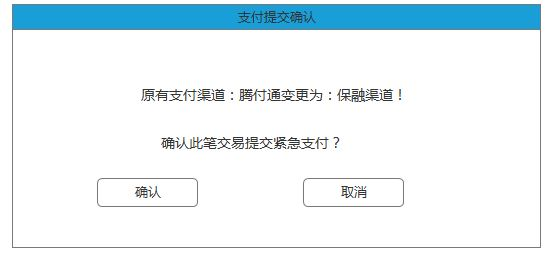 支付提交确认
原有支付渠道：腾付通变更为：保融渠道！
确认此笔交易提交紧急支付？
确认 取消